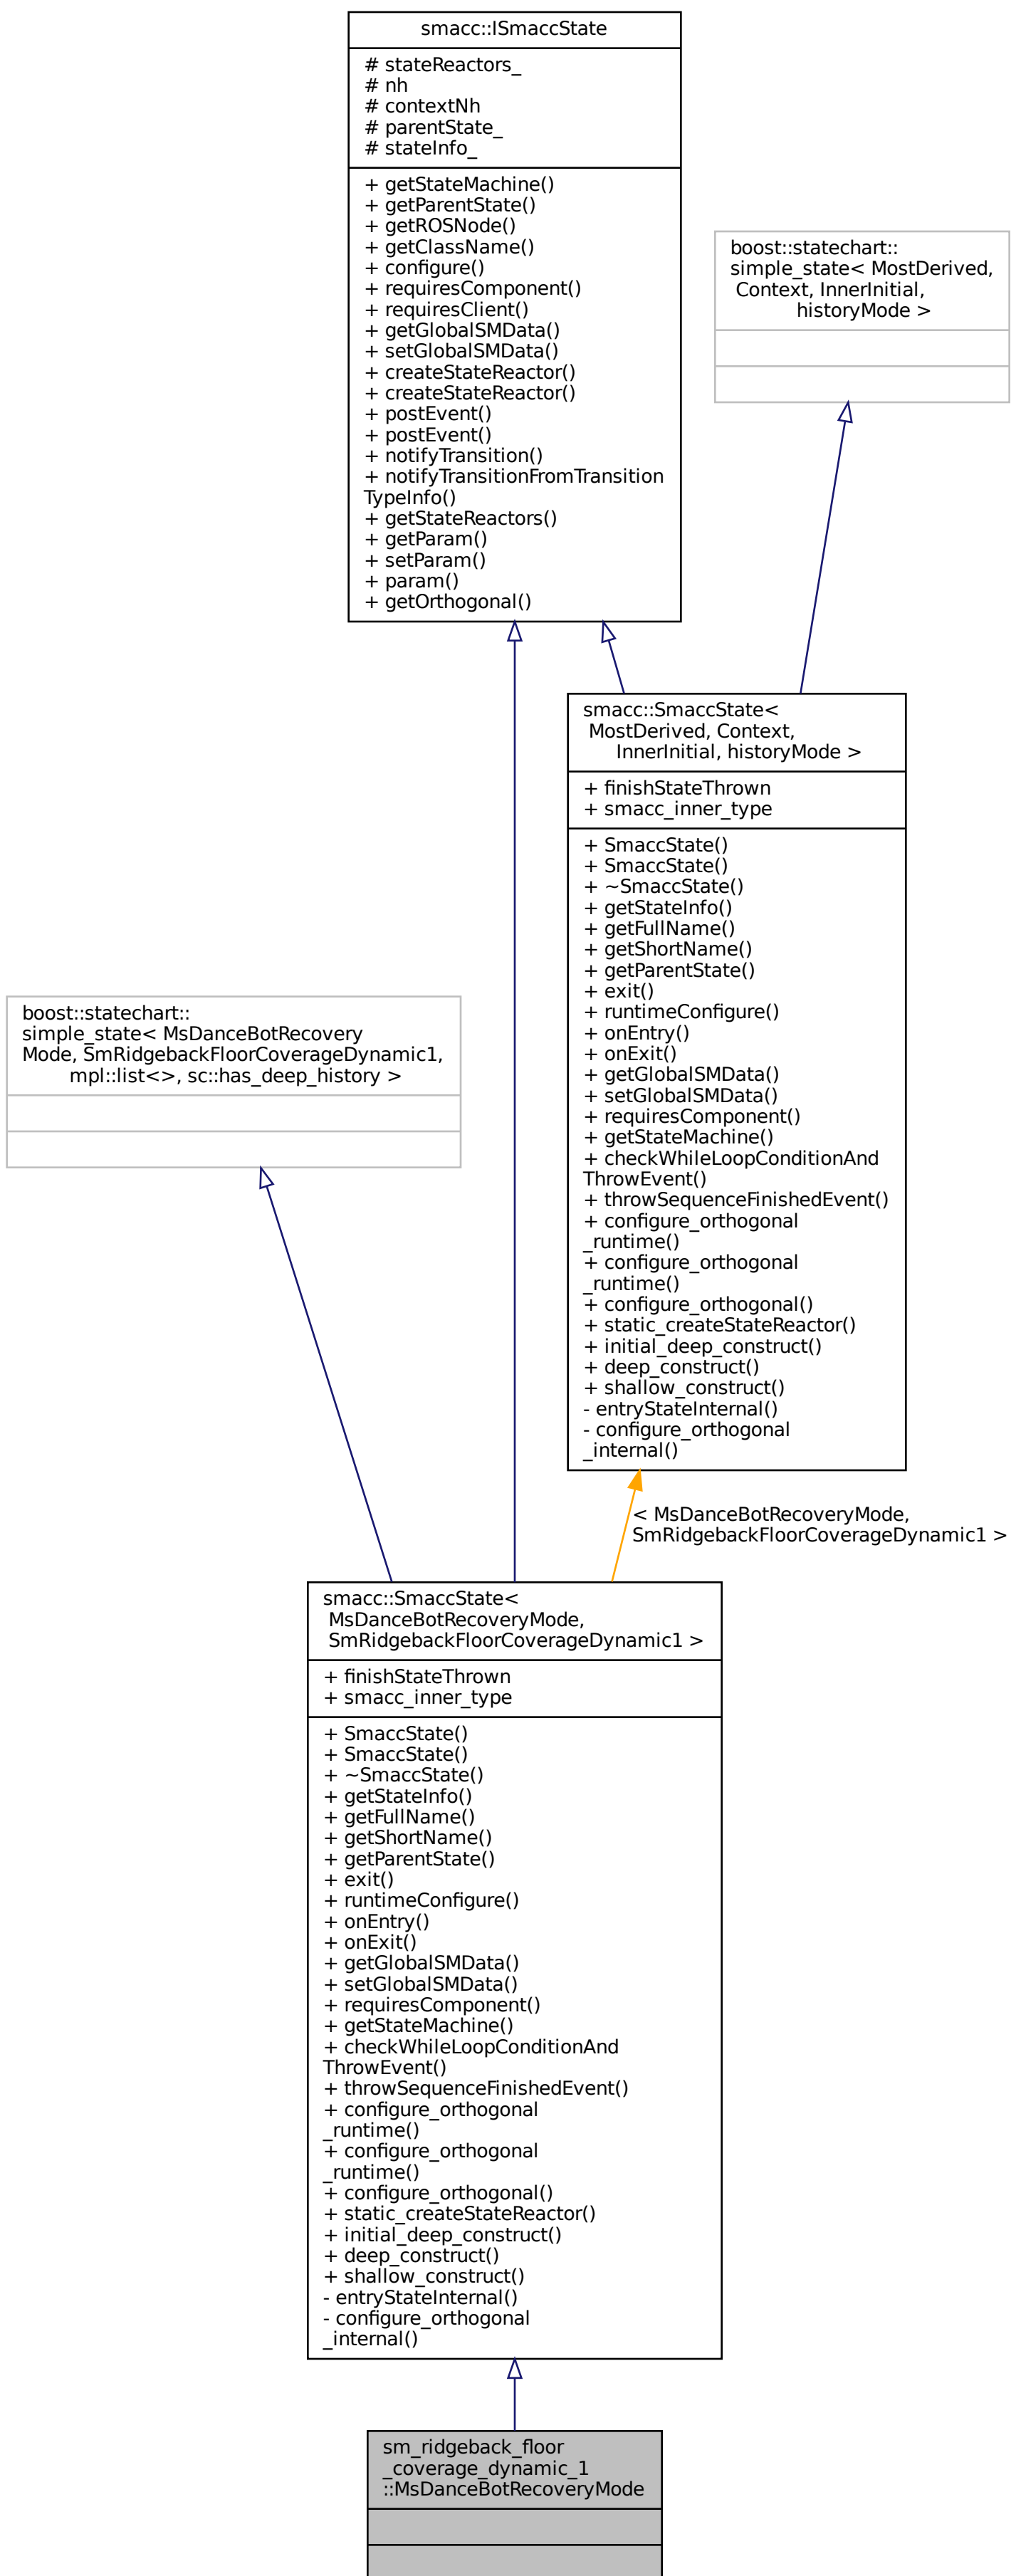 smacc::ISmaccState
# stateReactors_
# nh
# contextNh
# parentState_
# stateInfo_
+ getStateMachine()
+ getParentState()
+ getROSNode()
+ getClassName()
+ configure()
+ requiresComponent()
+ requiresClient()
+ getGlobalSMData()
+ setGlobalSMData()
+ createStateReactor()
+ createStateReactor()
+ postEvent()
+ postEvent()
+ notifyTransition()
+ notifyTransitionFromTransition
TypeInfo()
+ getStateReactors()
+ getParam()
+ setParam()
+ param()
+ getOrthogonal()
boost::statechart::
simple_state< MostDerived,
Context, InnerInitial,
historyMode >
smacc::SmaccState<
MostDerived, Context,
InnerInitial, historyMode >
+ finishStateThrown
+ smacc_inner_type
+ SmaccState()
+ SmaccState()
+ ~SmaccState()
+ getStateInfo()
+ getFullName()
+ getShortName()
+ getParentState()
+ exit()
+ runtimeConfigure()
+ onEntry()
+ onExit()
+ getGlobalSMData()
+ setGlobalSMData()
+ requiresComponent()
+ getStateMachine()
+ checkWhileLoopConditionAnd
ThrowEvent()
+ throwSequenceFinishedEvent()
+ configure_orthogonal
_runtime()
+ configure_orthogonal
_runtime()
+ configure_orthogonal()
+ static_createStateReactor()
+ initial_deep_construct()
+ deep_construct()
+ shallow_construct()
- entryStateInternal()
- configure_orthogonal
_internal()
boost::statechart::
simple_state< MsDanceBotRecovery
Mode, SmRidgebackFloorCoverageDynamic1,
mpl::list<>, sc::has_deep_history >
< MsDanceBotRecoveryMode,
SmRidgebackFloorCoverageDynamic1 >
smacc::SmaccState<
MsDanceBotRecoveryMode,
SmRidgebackFloorCoverageDynamic1 >
+ finishStateThrown
+ smacc_inner_type
+ SmaccState()
+ SmaccState()
+ ~SmaccState()
+ getStateInfo()
+ getFullName()
+ getShortName()
+ getParentState()
+ exit()
+ runtimeConfigure()
+ onEntry()
+ onExit()
+ getGlobalSMData()
+ setGlobalSMData()
+ requiresComponent()
+ getStateMachine()
+ checkWhileLoopConditionAnd
ThrowEvent()
+ throwSequenceFinishedEvent()
+ configure_orthogonal
_runtime()
+ configure_orthogonal
_runtime()
+ configure_orthogonal()
+ static_createStateReactor()
+ initial_deep_construct()
+ deep_construct()
+ shallow_construct()
- entryStateInternal()
- configure_orthogonal
_internal()
sm_ridgeback_floor
_coverage_dynamic_1
::MsDanceBotRecoveryMode